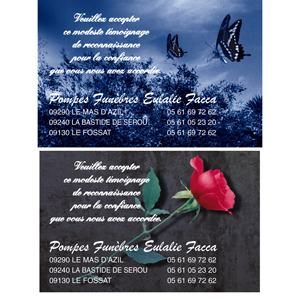 Veuillez accepter
ce modeste témoignage
de reconnaissance
pour la confiance
que vous nous avez accordée.
Pompes Funèbres Eulalie Facca
09290 LE MAS D'AZIL 05 61 69 72 62
09240 LA BASTIDE DE SEROU 05 61 05 23 20
09130 LE FOSSAT 05 61 69 72 62
Veuillez accepter
ce modeste témoignage
de reconnaissance
pour la confiance
que vous nous avez accordée.
Pompes Funèbres Eulalie Facca
09290 LE MAS D'AZIL 05 61 69 72 62
09240 LA BASTIDE DE SEROU 05 61 05 23 20
09130 LE FOSSAT 05 61 69 72 62